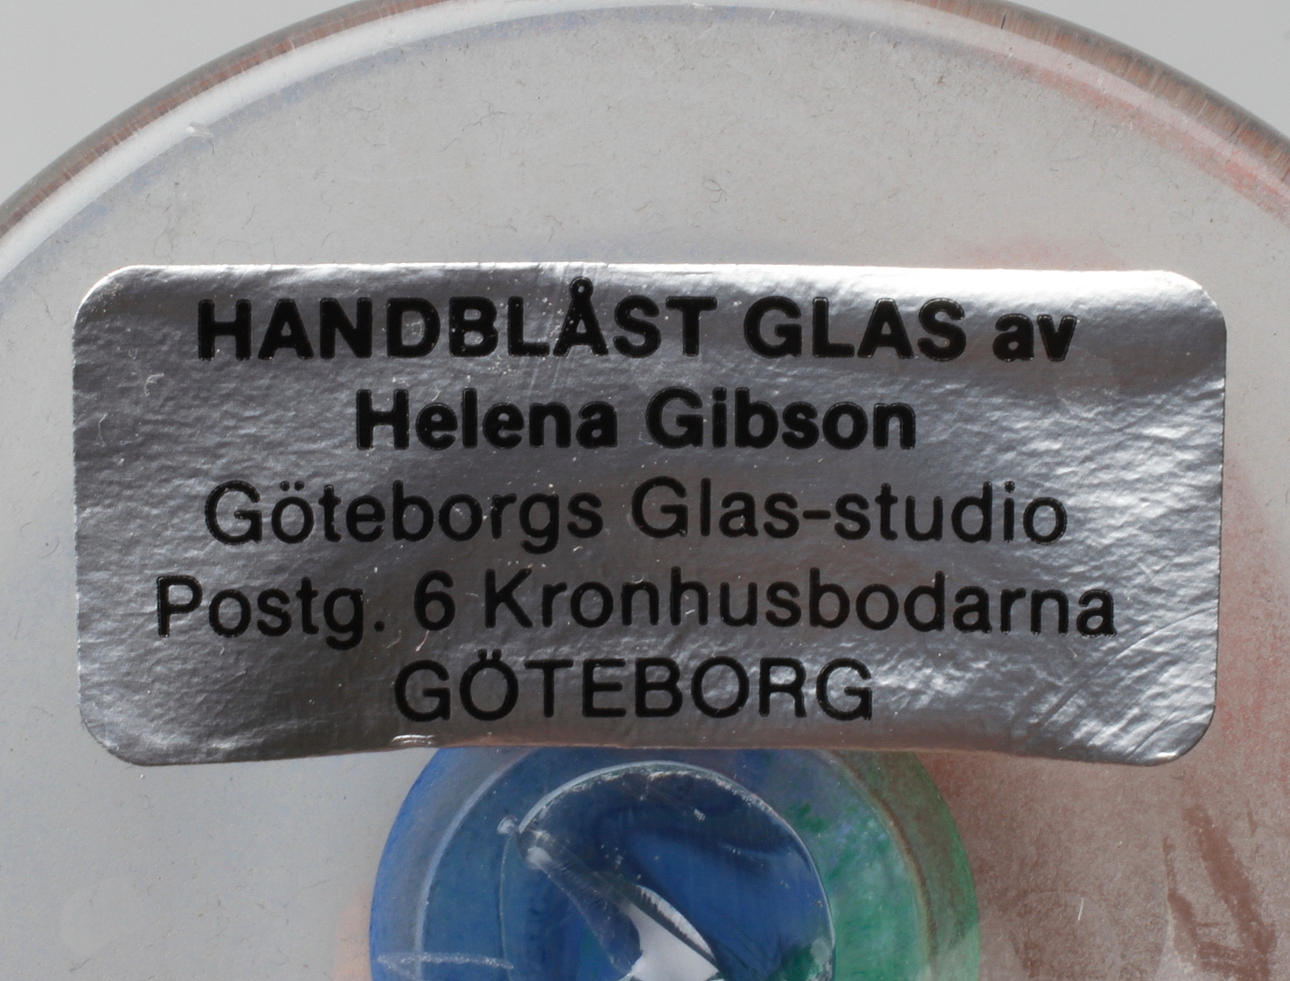 HANDBLÅST GLAS av
Helena Gibson
Göteborgs Glas-studio
Postg. 6 Kronhusbodarna
GÖTEBORG